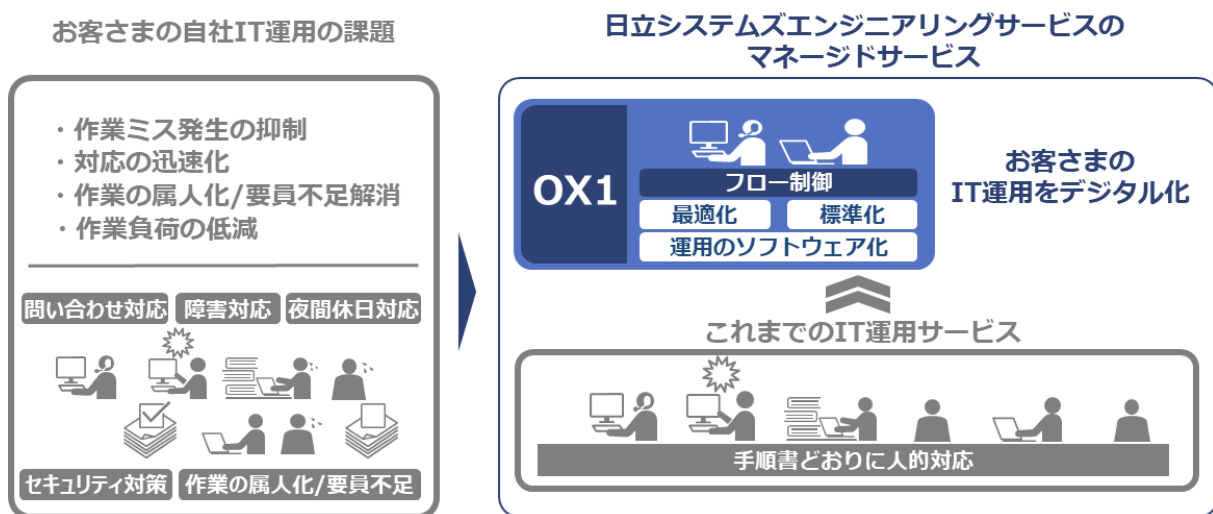 お客さまの自社IT運用の課題
・作業ミス発生の抑制
・対応の迅速化
・作業の属人化/要員不足解消
・作業負荷の低減
問い合わせ対応
障害対応
夜間休日対応
セキュリティ対策
作業の属人化/要員不足
日立システムズエンジニアリングサービスの
マネージドサービス
OX1
フロー制御
最適化
標準化
運用のソフトウェア化
お客さまの
IT運用をデジタル化
これまでのIT運用サービス
手順書どおりに人的対応